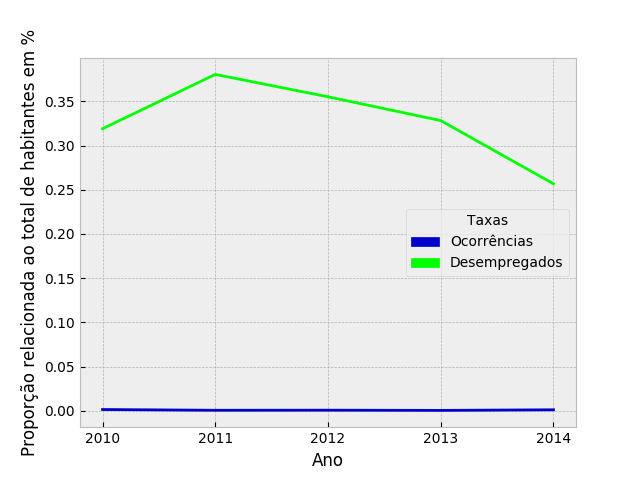 Proporção relacionada ao total de habitantes em %
0.35
0.30
0.25
0.20
0.15
0.10
0.05
0.00
Taxas
Ocorrências
Desempregados
2010 2011 2012 2013 2014
Ano